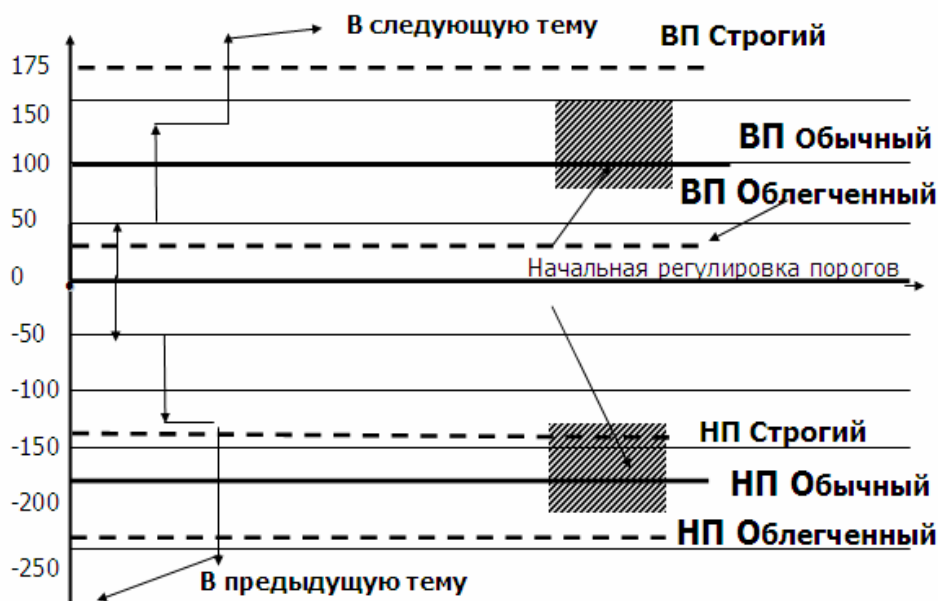 В следующую тему
ВП Строгий
175
150
ВП Обычный
100
ВП Облегченный
50
0
Начальная регулировка порогов
-50
-100
НП Строгий
-150
НП Обычный
-200
НП Облегченный
-250
В предыдущую тему